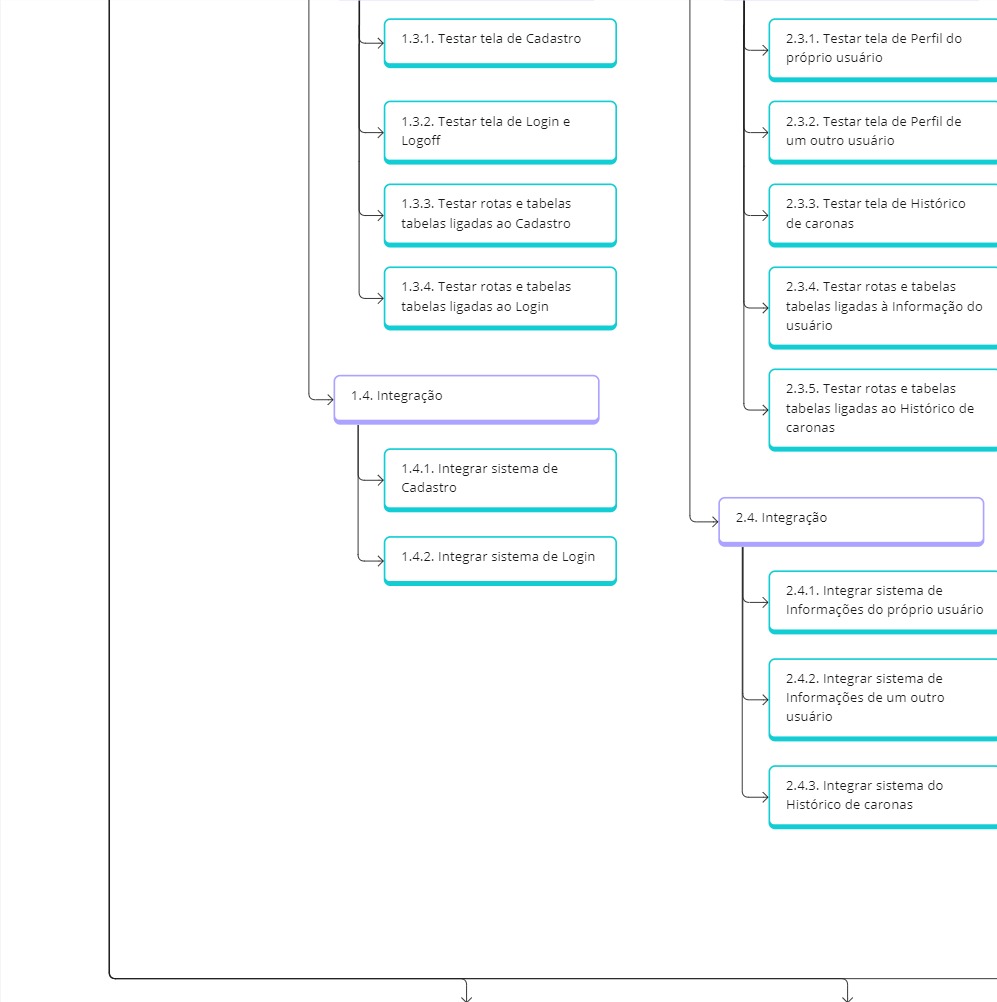 1.3.1. Testar tela de Cadastro
1.3.2. Testar tela de Login e
Logoff
1.3.3. Testar rotas e tabelas
tabelas ligadas ao Cadastro
1.3.4. Testar rotas e tabelas
tabelas ligadas ao Login
1.4. Integração
1.4.1. Integrar sistema de
Cadastro
1.4.2. Integrar sistema de Login
2.3.1. Testar tela de Perfil do
próprio usuário
2.3.2. Testar tela de Perfil de
um outro usuário
2.3.3. Testar tela de Histórico
de caronas
2.3.4. Testar rotas e tabelas
tabelas ligadas à Informação do
usuário
2.3.5. Testar rotas e tabelas
tabelas ligadas ao Histórico de
caronas
2.4. Integração
2.4.1. Integrar sistema de
Informações do próprio usuário
2.4.2. Integrar sistema de
Informações de um outro
usuário
2.4.3. Integrar sistema do
Histórico de caronas